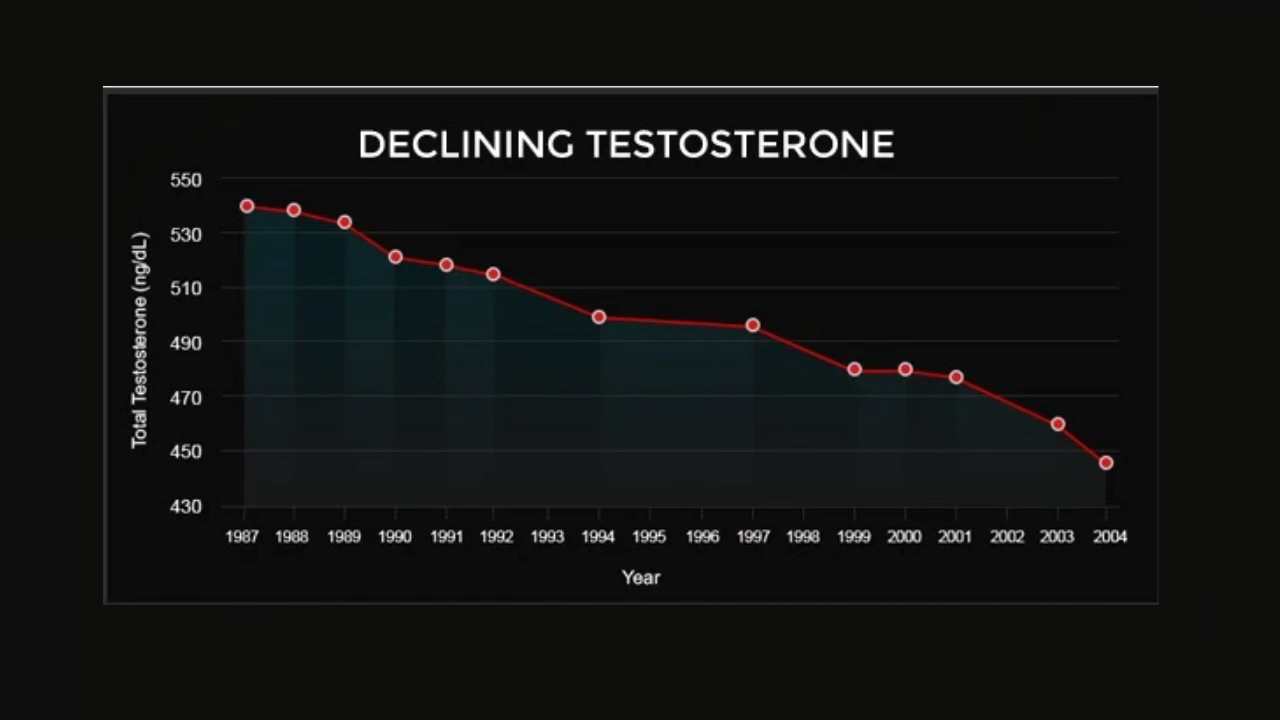 DECLINING TESTOSTERONE
550
530
510
490
470
450
430
Total Testosterone (ng/dL)
1987 1988 1989 1990 1991 1992 1993 1994 1995 1996 1997 1998 1999 2000 2001 2002 2003 2004
Year